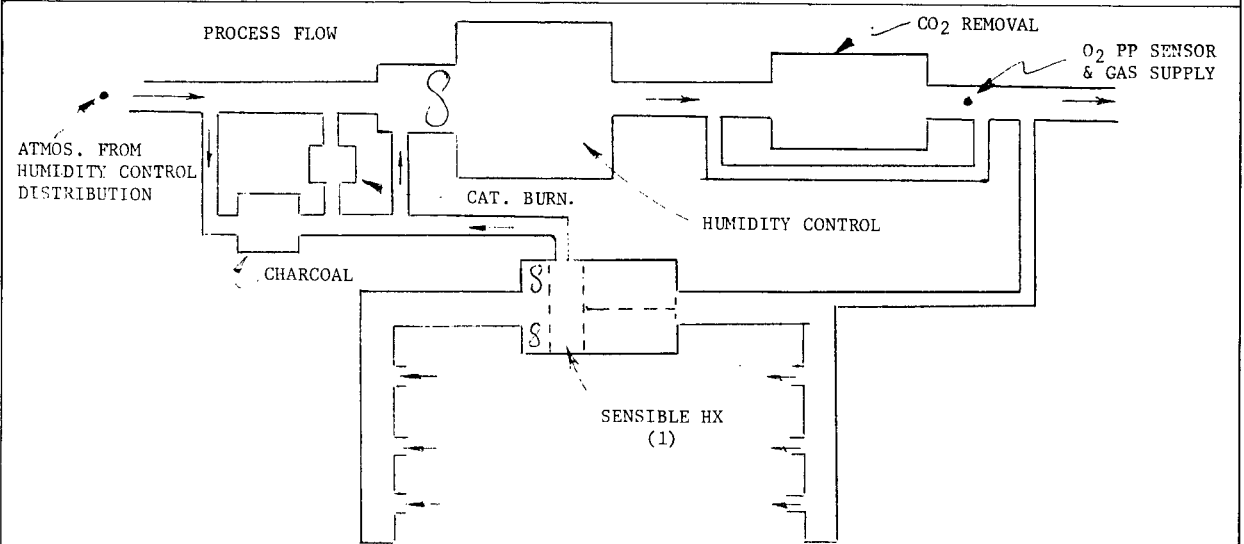 PROCESS FLOW
CO2 REMOVAL
O2 PP SENSOR
& GAS SUPPLY
ATMOS. FROM
HUMIDITY CONTROL
DISTRIBUTION
CAT. BURN.
HUMIDITY CONTROL
CHARCOAL
SENSIBLE HX
(1)